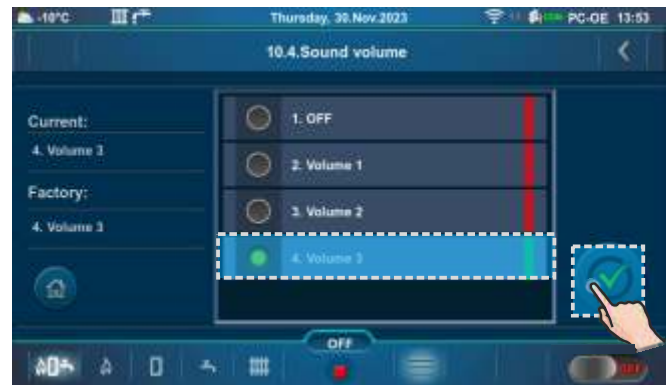 -10°C Thursday, 30.Nov.2023 PC-OE 13:53
10.4.Sound volume
Current:
4. Volume 3
Factory:
4. Volume 3
1. OFF
2. Volume 1
3. Volume 2
4. Volume 3
OFF
OFF